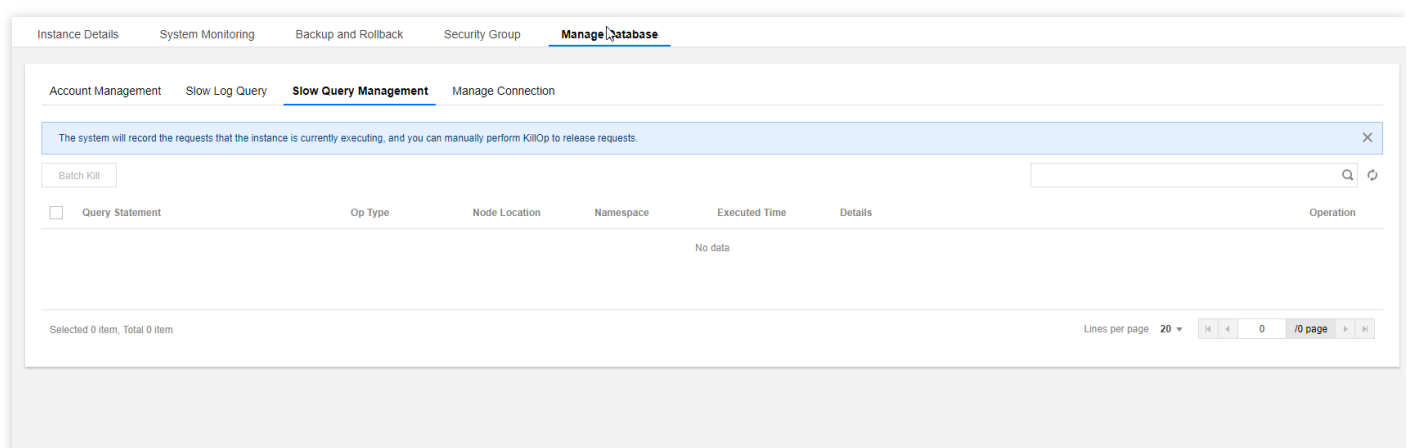 Instance Details System Monitoring Backup and Rollback Security Group Manage Database
Account Management Slow Log Query Slow Query Management Manage Connection
The system will record the requests that the instance is currently executing, and you can manually perform KillOp to release requests.
Batch Kill
Query Statement Op Type Node Location Namespace Executed Time Details Operation
No data
Selected 0 item, Total 0 item Lines per page 20 0 /0 page